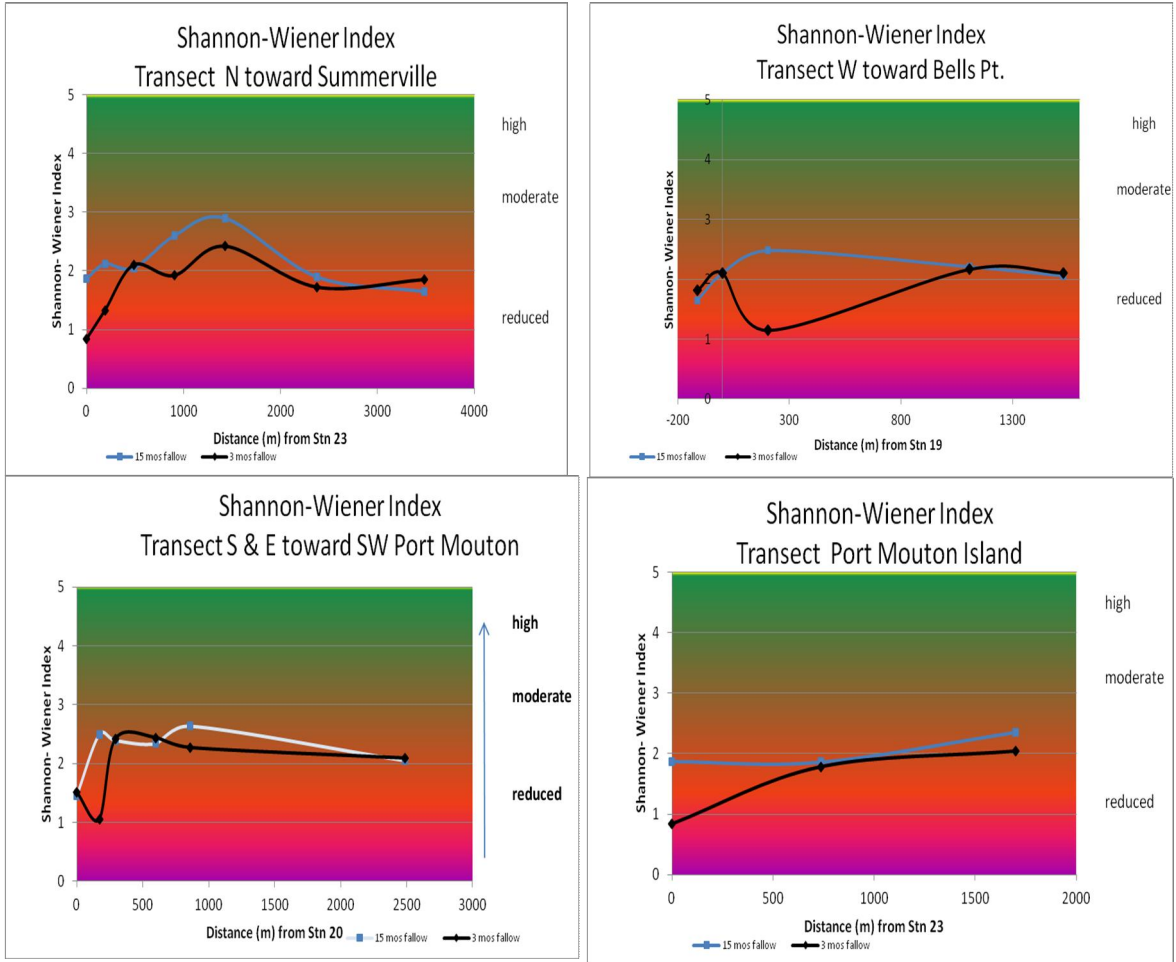 Shannon-Wiener Index
Transect N toward Summerville
5
4
3
2
1
0
Shannon- Wiener Index
high
moderate
reduced
0 1000 2000 3000 4000
Distance (m) from Stn 23
15 mos fallow 3 mos fallow
Shannon-Wiener Index
Transect W toward Bells Pt.
5
4
3
2
1
0
Shannon- Wiener Index
high
moderate
reduced
-200 300 800 1300
Distance (m) from Stn 19
15 mos fallow 3 mos fallow
Shannon-Wiener Index
Transect S & E toward SW Port Mouton
5
4
3
2
1
0
Shannon- Wiener Index
high
moderate
reduced
0 500 1000 1500 2000 2500 3000
Distance (m) from Stn 20
15 mos fallow 3 mos fallow
Shannon-Wiener Index
Transect Port Mouton Island
5
4
3
2
1
0
Shannon- Wiener Index
high
moderate
reduced
0 500 1000 1500 2000
Distance (m) from Stn 23
15 mos fallow 3 mos fallow